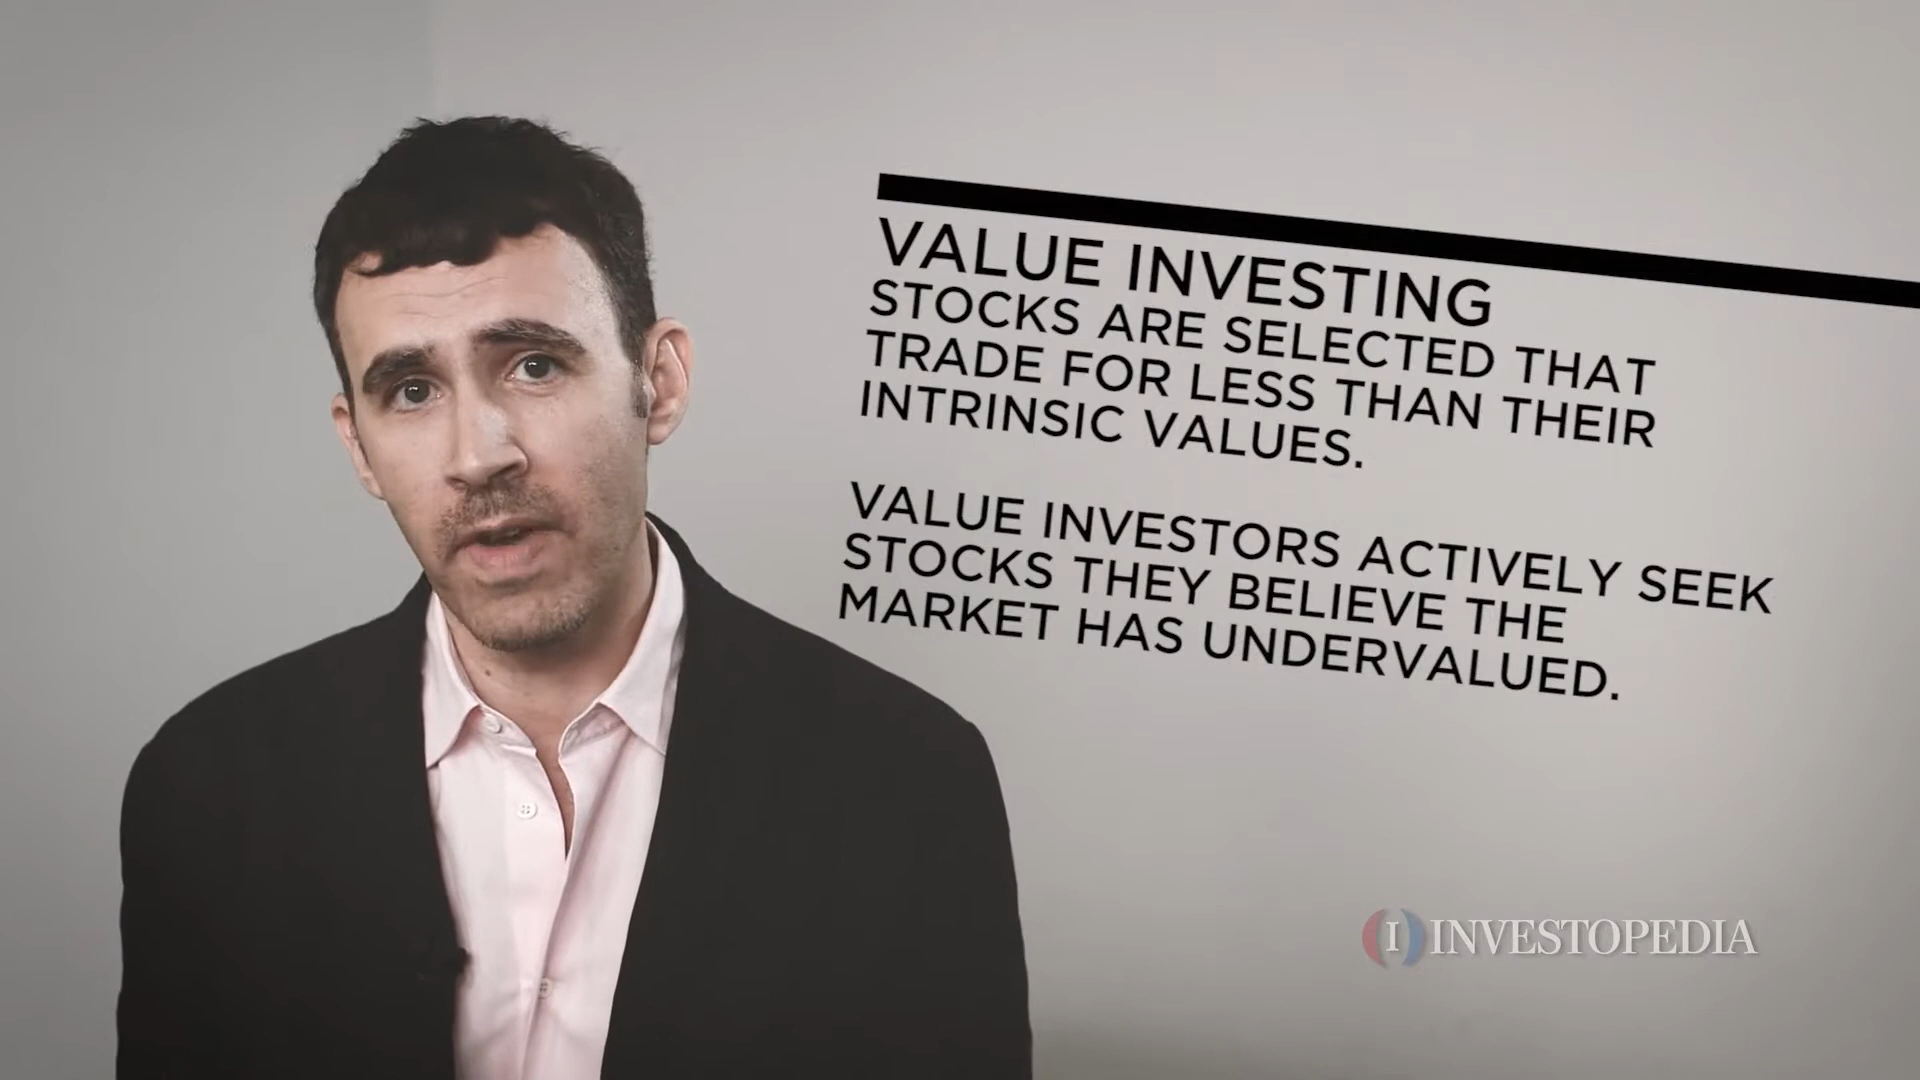 VALUE INVESTING
STOCKS ARE SELECTED THAT
TRADE FOR LESS THAN THEIR
INTRINSIC VALUES.
VALUE INVESTORS ACTIVELY SEEK
STOCKS THEY BELIEVE THE
MARKET HAS UNDERVALUED.
I INVESTOPEDIA